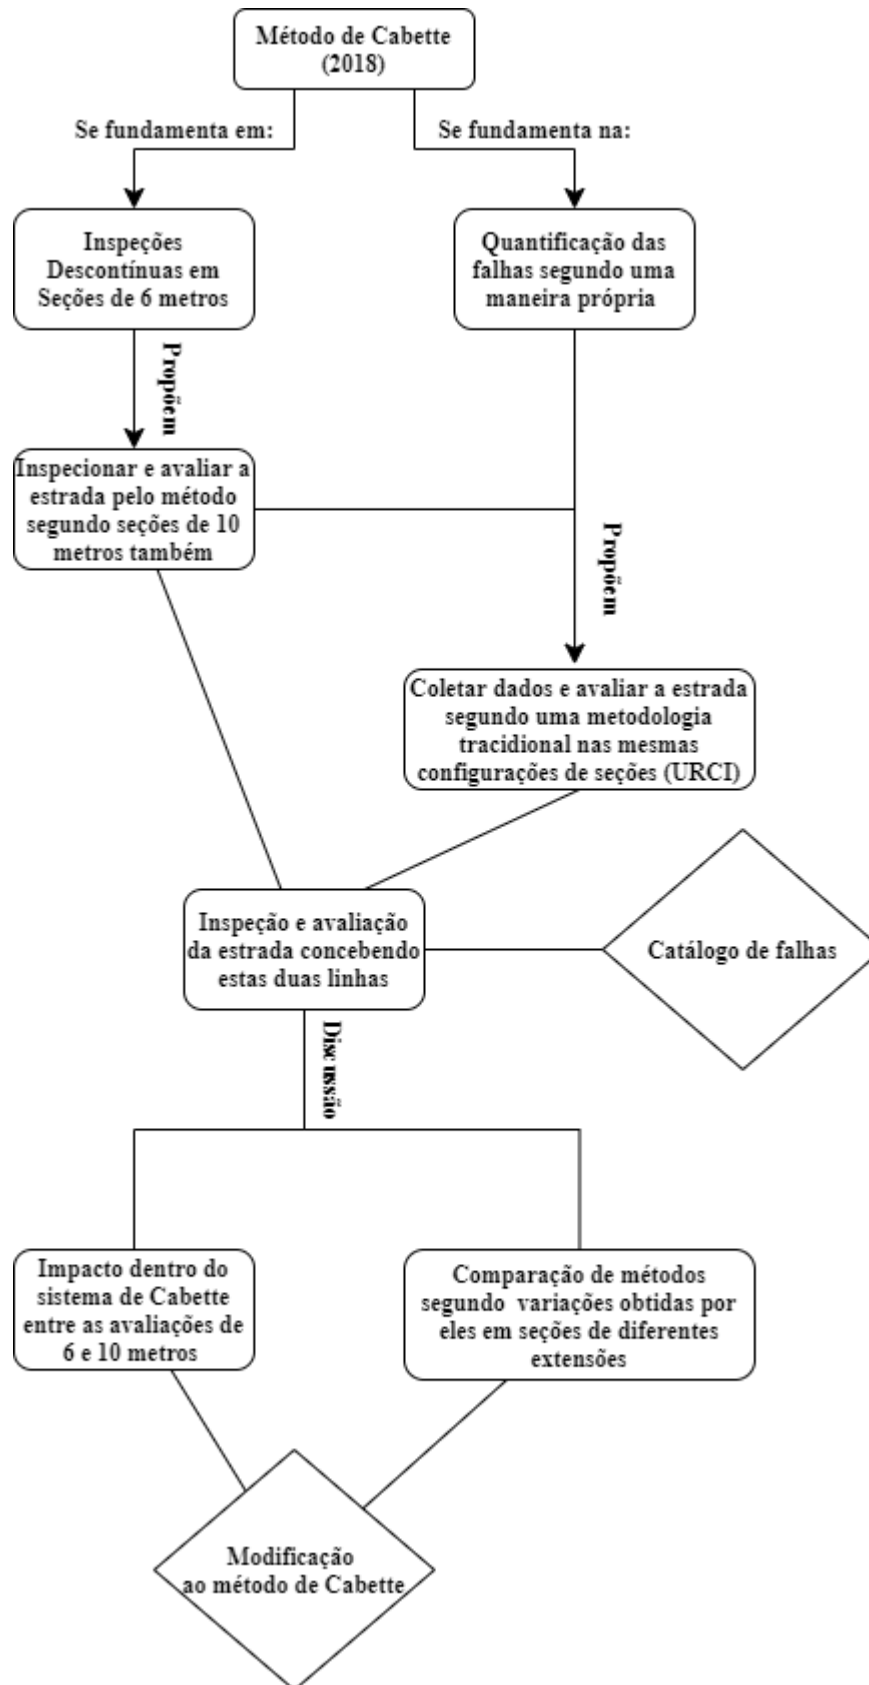 Método de Cabette
(2018)
Se fundamenta em:
Se fundamenta na:
Inspeções
Descontínuas em
Seções de 6 metros
Quantificação das
falhas segundo uma
maneira própria
Propõem
Inspecionar e avaliar a
estrada pelo método
segundo seções de 10
metros também
Propõem
Coletar dados e avaliar a estrada
segundo uma metodologia
tracidional nas mesmas
configurações de seções (URCI)
Inspeção e avaliação
da estrada concebendo
estas duas linhas
Catálogo de falhas
Discussão
Impacto dentro do
sistema de Cabette
entre as avaliações de
6 e 10 metros
Comparação de métodos
segundo variações obtidas por
eles em seções de diferentes
extensões
Modificação
ao método de Cabette